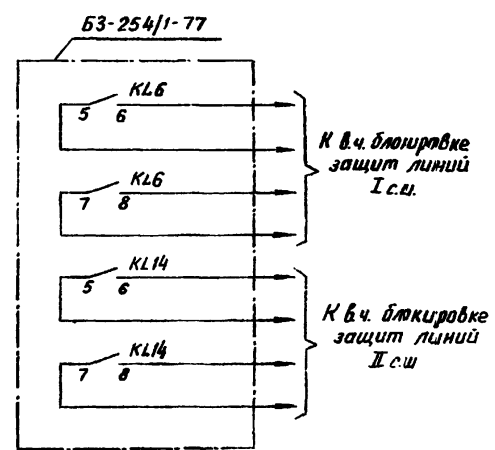 БЗ-254/1-77
KL6
5 6
К в.ч. блокировке
защит линий
I с.ш.
KL6
7 8
KL14
5 6
К в.ч. блокировке
защит линий
II с.ш
KL14
7 8